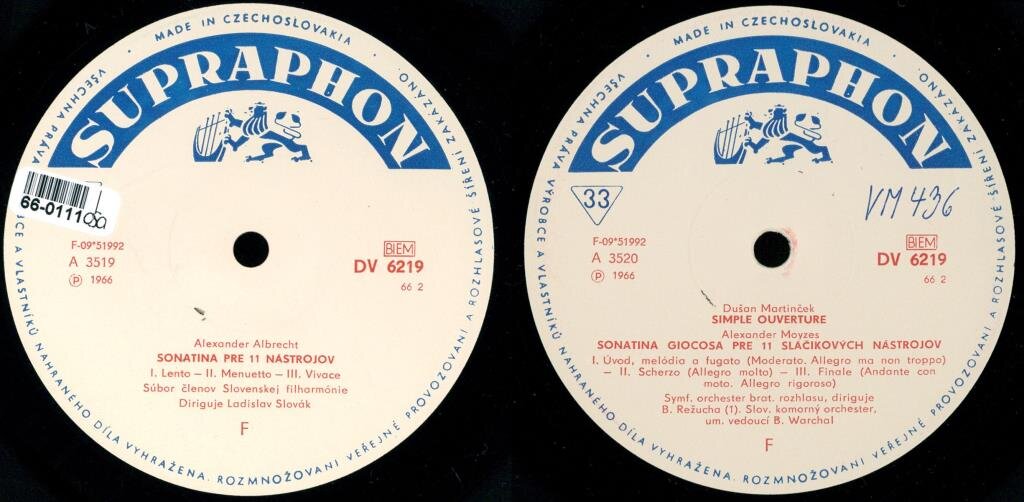 MADE IN CZECHOSLOVAKIA
SUPRAPHON
66-0111
F-09*51992
A 3519
Ⓟ 1966
BIEM
DV 6219
66 2
Alexander Albrecht
SONATINA PRE 11 NÁSTROJOV
I. Lento – II. Menuetto – III. Vivace
Súbor členov Slovenskej filharmónie
Diriguje Ladislav Slovák
F
VŠECHNA PRÁVA
OBCE A VLASTNÍKŮ NAHRANÉHO DÍLA VYHRAŽENA. ROZMNOŽOVANI VEŘEJNÉ PROVOZOVANI A ROZHLASOVÉ ŠÍŘENÍ ZAKÁZÁNO.
MADE IN CZECHOSLOVAKIA
SUPRAPHON
33
VM 436
F-09*51992
A 3520
Ⓟ 1966
BIEM
DV 6219
66 2
Dušan Martinček
SIMPLE OUVERTURE
Alexander Moyzes
SONATINA GIOCOSA PRE 11 SLÁČIKOVÝCH NÁSTROJOV
I. Úvod, melódia a fugato (Moderato. Allegro ma non troppo)
– II. Scherzo (Allegro molto) – III. Finale (Andante con
moto. Allegro rigoroso)
Symf. orchester brat. rozhlasu, diriguje
B. Režucha (1). Slov. komorný orchester,
um. vedoucí B. Warchal
F
VŠECHNA PRÁVA VÝROBCE A VLASTNÍKŮ NAHRANÉHO DÍLA VYHRAŽENA. ROZMNOŽOVANI VEŘEJNÉ PROVOZOVANI A ROZHLASOVÉ ŠÍŘENÍ ZAKÁZÁNO.